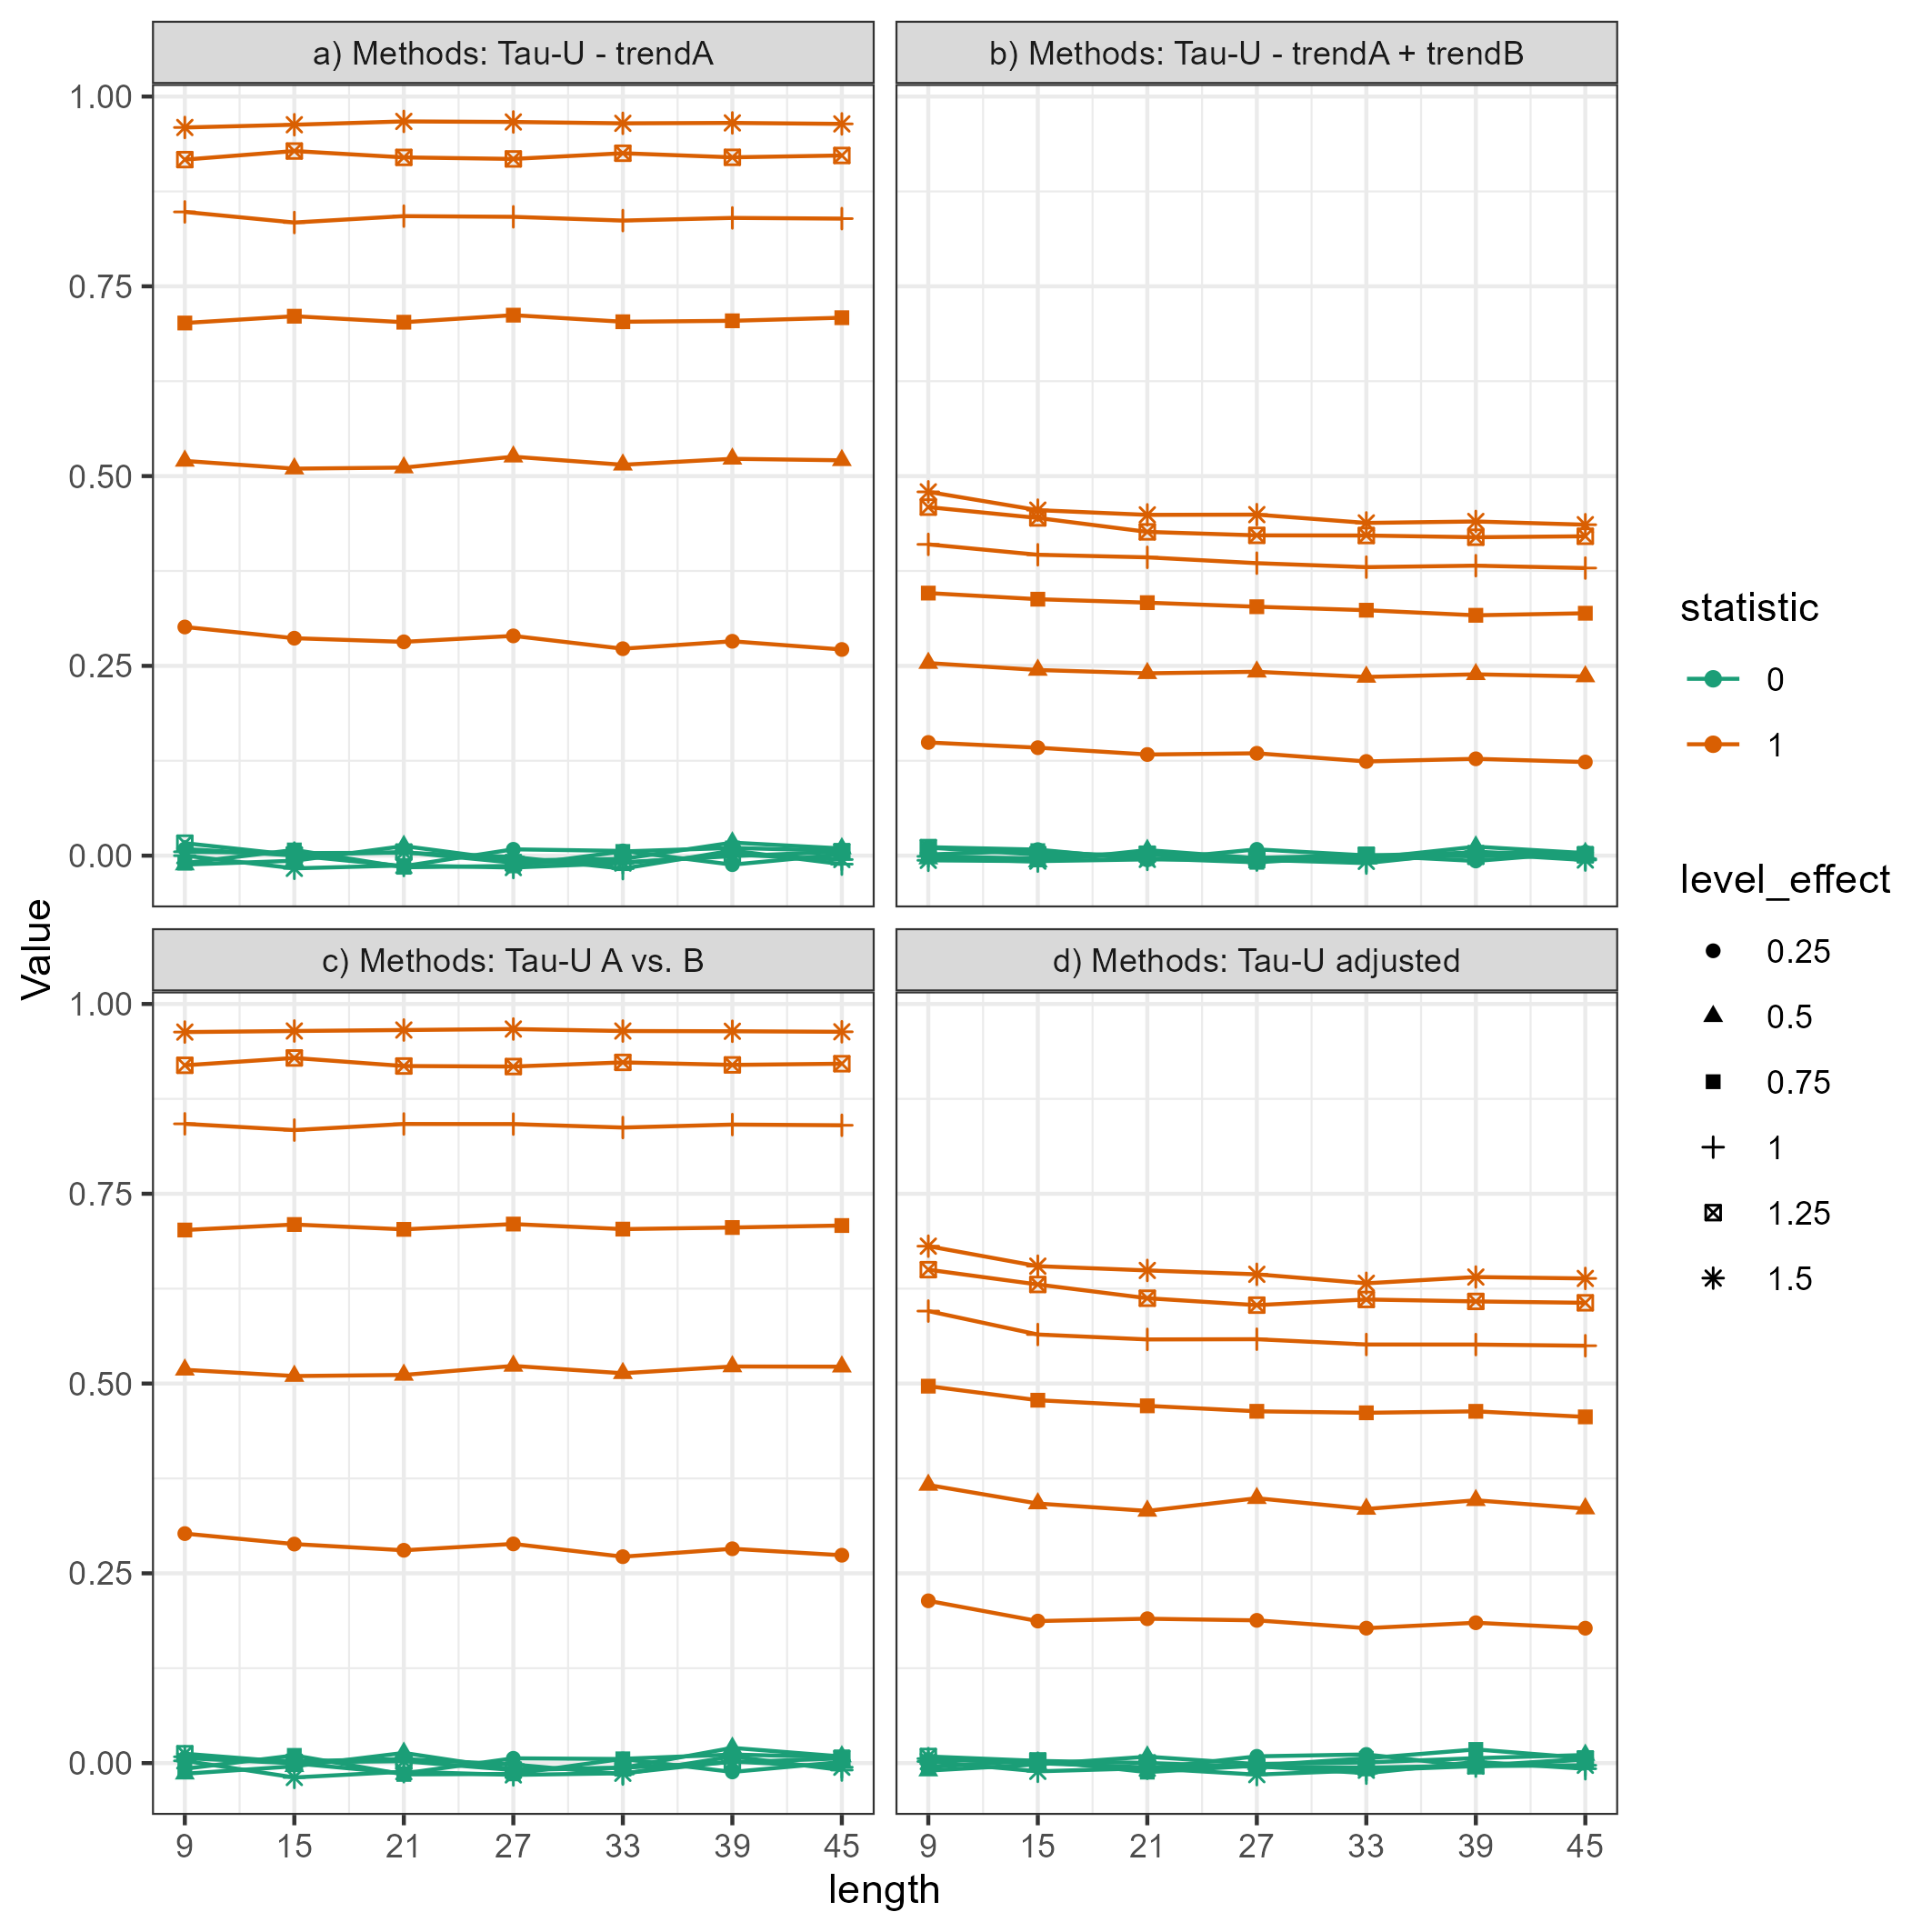 a) Methods: Tau-U - trendA
b) Methods: Tau-U - trendA + trendB
1.00
0.75
0.50
0.25
0.00
c) Methods: Tau-U A vs. B
d) Methods: Tau-U adjusted
1.00
0.75
0.50
0.25
0.00
9 15 21 27 33 39 45
9 15 21 27 33 39 45
length
Value
statistic
0
1
level_effect
0.25
0.5
0.75
1
1.25
1.5